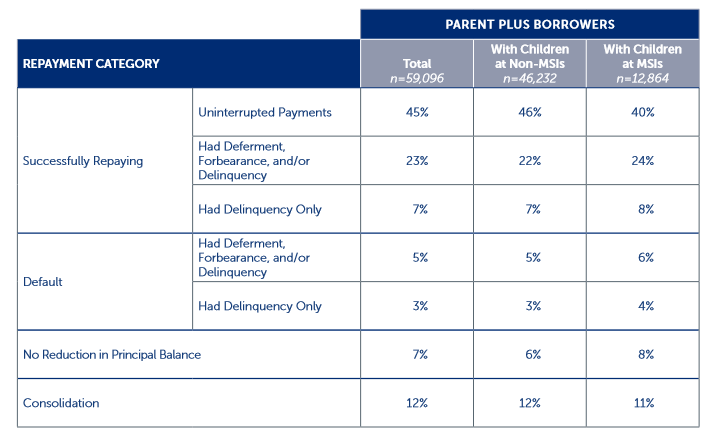 PARENT PLUS BORROWERS
REPAYMENT CATEGORY
Total
n=59,096
With Children
at Non-MSIs
n=46,232
With Children
at MSIs
n=12,864
Successfully Repaying
Uninterrupted Payments
45%
46%
40%
Had Deferment,
Forbearance, and/or
Delinquency
23%
22%
24%
Had Delinquency Only
7%
7%
8%
Default
Had Deferment,
Forbearance, and/or
Delinquency
5%
5%
6%
Had Delinquency Only
3%
3%
4%
No Reduction in Principal Balance
7%
6%
8%
Consolidation
12%
12%
11%